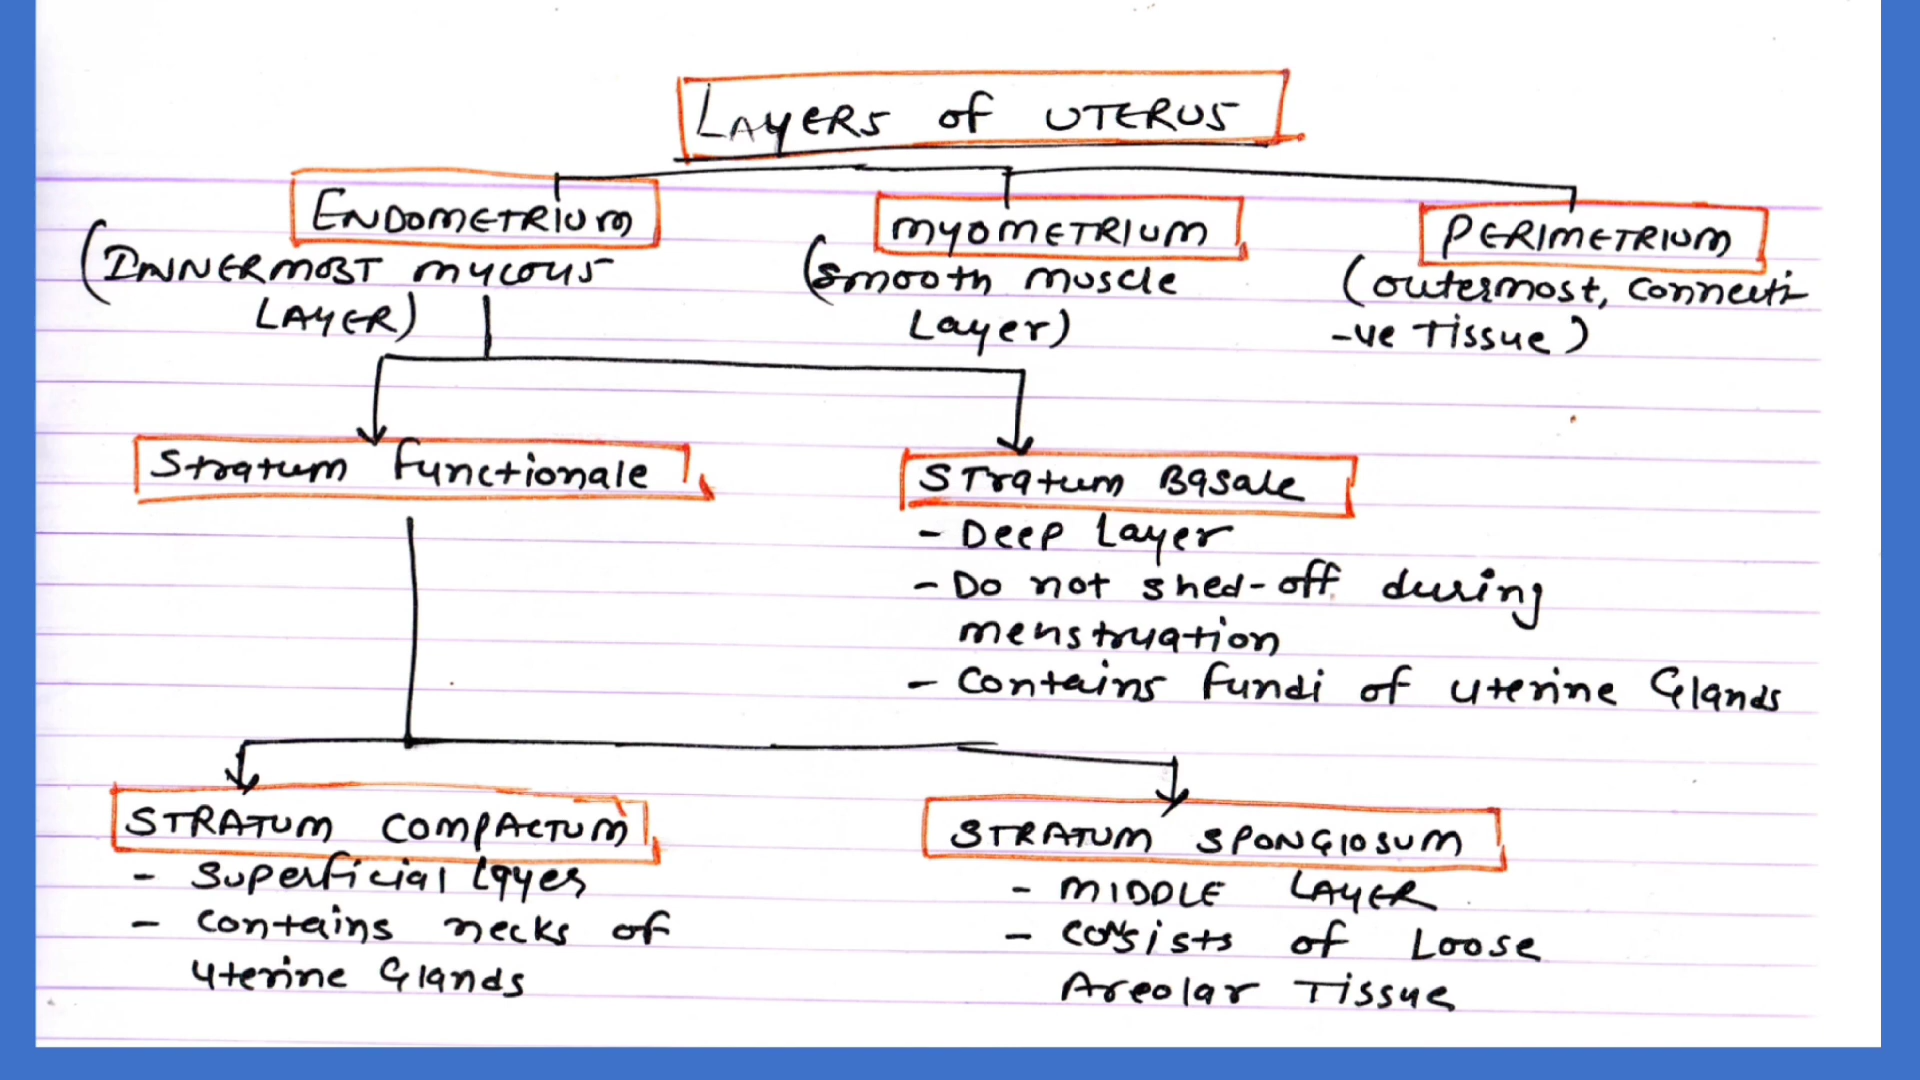 LAYERS of UTERUS
ENDOMETRIUM
(INNERMOST mucous
LAYER)
MYOMETRIUM
(smooth muscle
Layer)
PERIMETRIUM
(outermost, connecti
-ve Tissue)
Stratum functionale
Stratum Basale
- Deep Layer
- Do not shed-off during
menstruation
- Contains fundi of uterine Glands
STRATUM COMPACTUM
- Superficial Layer
- contains necks of
uterine Glands
STRATUM SPONGIOSUM
- MIDDLE LAYER
- consists of Loose
Areolar Tissue